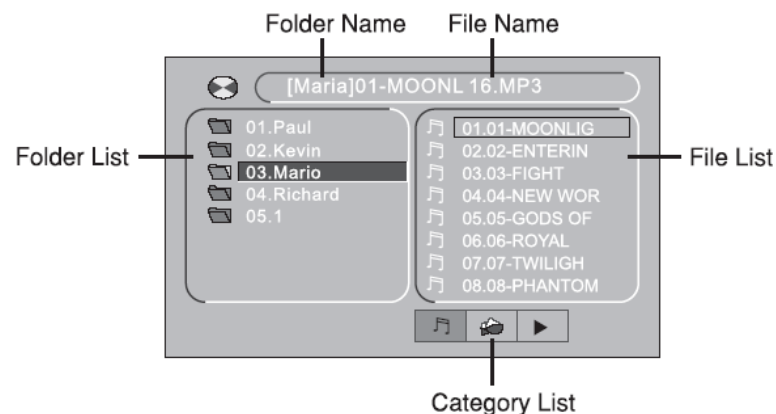 Folder Name File Name
[Maria]01-MOONL 16.MP3
Folder List
01.Paul
02.Kevin
03.Mario
04.Richard
05.1
01.01-MOONLIG
02.02-ENTERIN
03.03-FIGHT
04.04-NEW WOR
05.05-GODS OF
06.06-ROYAL
07.07-TWILIGH
08.08-PHANTOM
File List
Category List